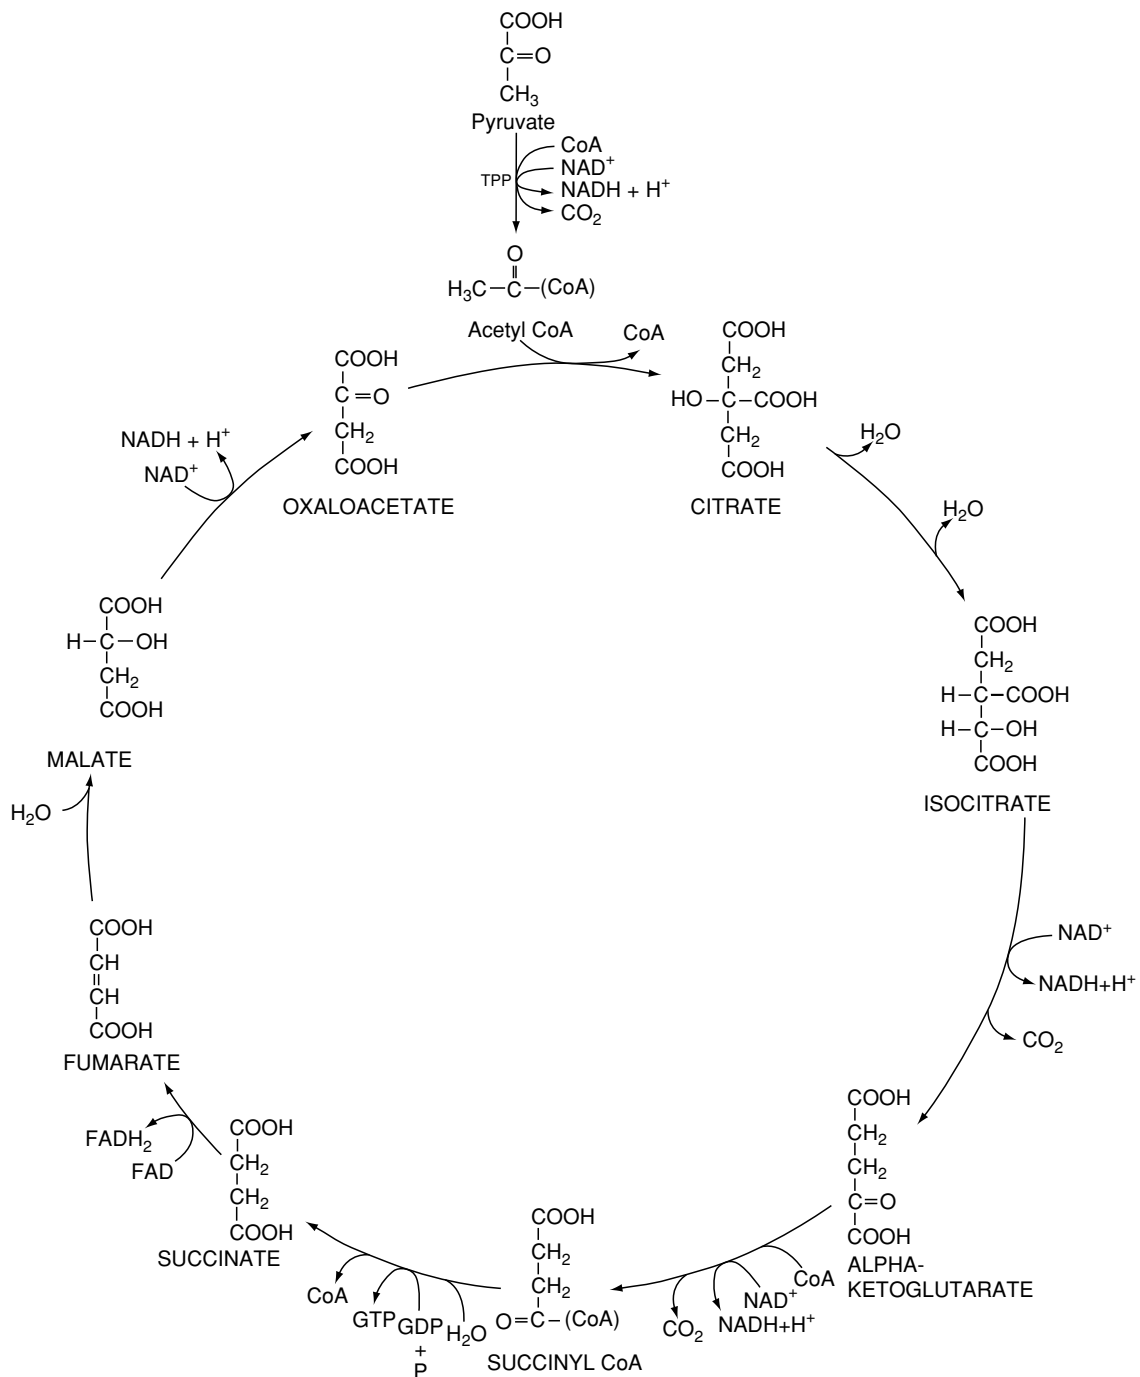 COOH
C=O
CH₃
Pyruvate
CoA
NAD⁺
TPP
NADH + H⁺
CO₂
O
H₃C–C–(CoA)
Acetyl CoA
CoA
COOH
C=O
CH₂
COOH
OXALOACETATE
COOH
CH₂
HO–C–COOH
CH₂
COOH
CITRATE
H₂O
H₂O
COOH
CH₂
H–C–COOH
H–C–OH
COOH
ISOCITRATE
NAD⁺
NADH+H⁺
CO₂
COOH
CH₂
CH₂
C=O
COOH
ALPHA-
KETOGLUTARATE
CoA
NAD⁺
NADH+H⁺
CO₂
COOH
CH₂
CH₂
O=C–(CoA)
SUCCINYL CoA
H₂O
GDP
+
P
GTP
CoA
COOH
CH₂
CH₂
COOH
SUCCINATE
FAD
FADH₂
COOH
CH
CH
COOH
FUMARATE
H₂O
MALATE
COOH
H–C–OH
CH₂
COOH
NAD⁺
NADH + H⁺